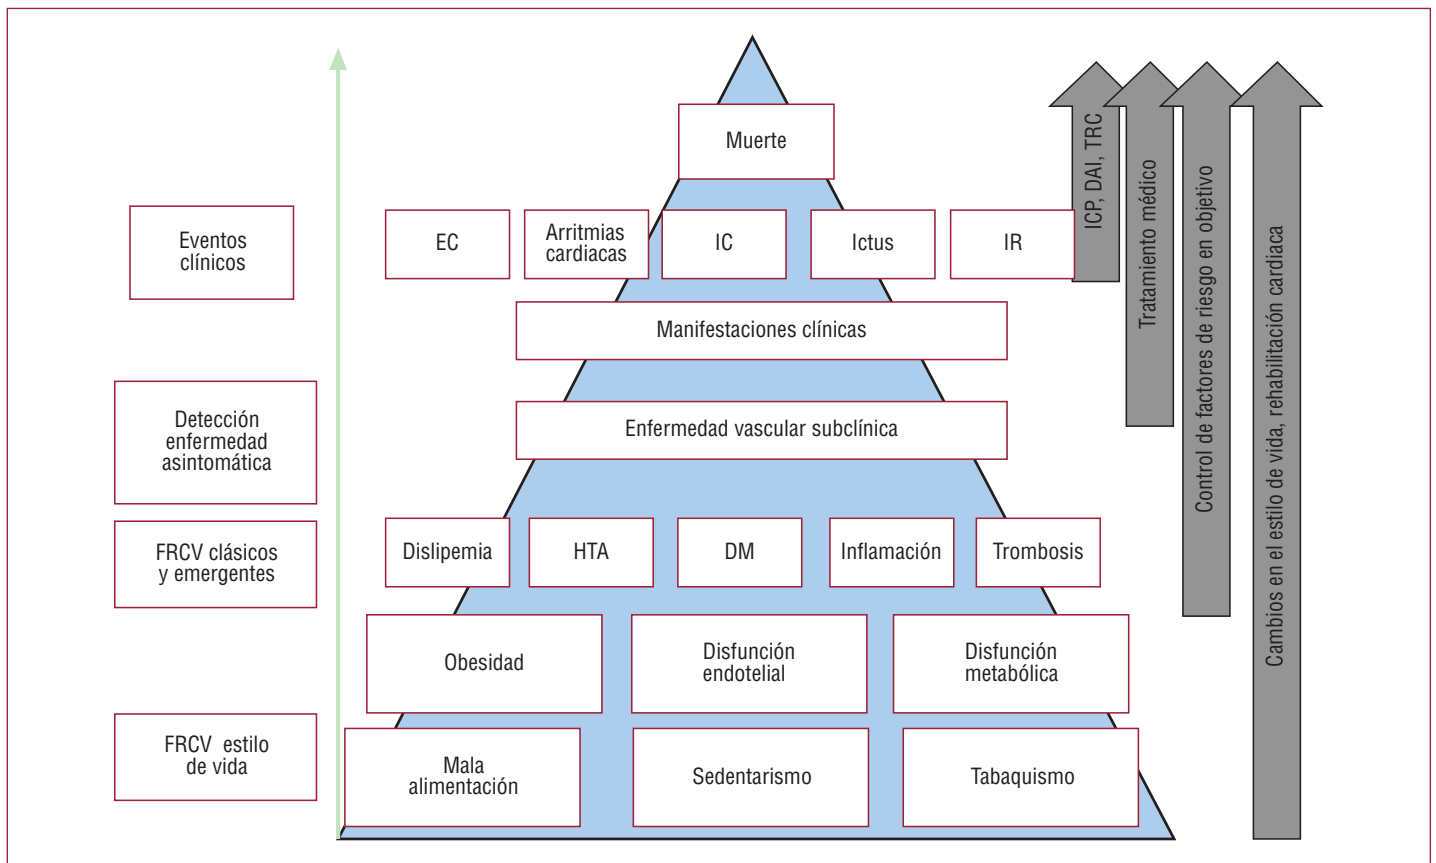 Muerte
Eventos
clínicos
EC
Arritmias
cardiacas
IC
Ictus
IR
Manifestaciones clínicas
Detección
enfermedad
asintomática
Enfermedad vascular subclínica
FRCV clásicos
y emergentes
Dislipemia
HTA
DM
Inflamación
Trombosis
Obesidad
Disfunción
endotelial
Disfunción
metabólica
FRCV estilo
de vida
Mala
alimentación
Sedentarismo
Tabaquismo
ICP, DAI, TRC
Tratamiento médico
Control de factores de riesgo en objetivo
Cambios en el estilo de vida, rehabilitación cardiaca